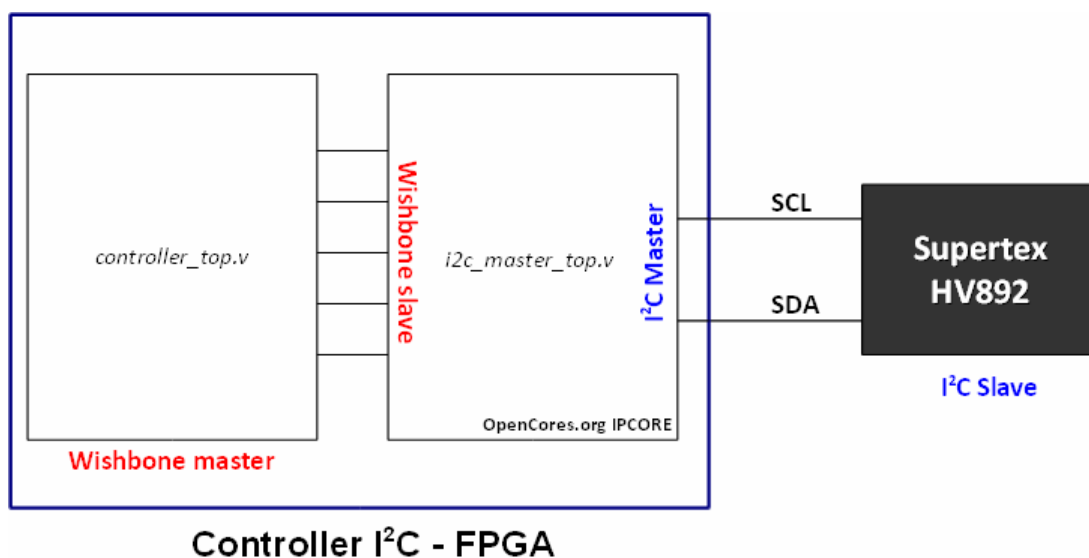 controller_top.v
Wishbone master
Wishbone slave
i2c_master_top.v
I²C Master
OpenCores.org IPCORE
SCL
SDA
Supertex
HV892
I²C Slave
Controller I²C - FPGA